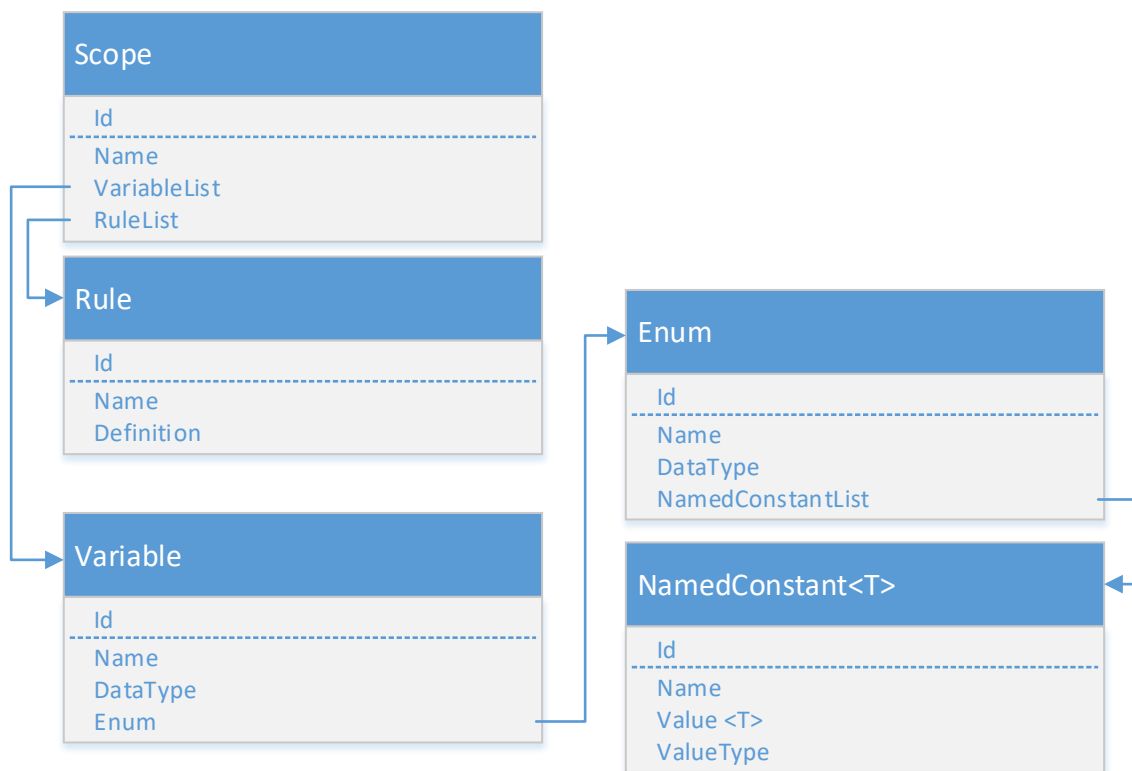 Scope
Id
Name
VariableList
RuleList
Rule
Id
Name
Definition
Variable
Id
Name
DataType
Enum
Enum
Id
Name
DataType
NamedConstantList
NamedConstant<T>
Id
Name
Value <T>
ValueType